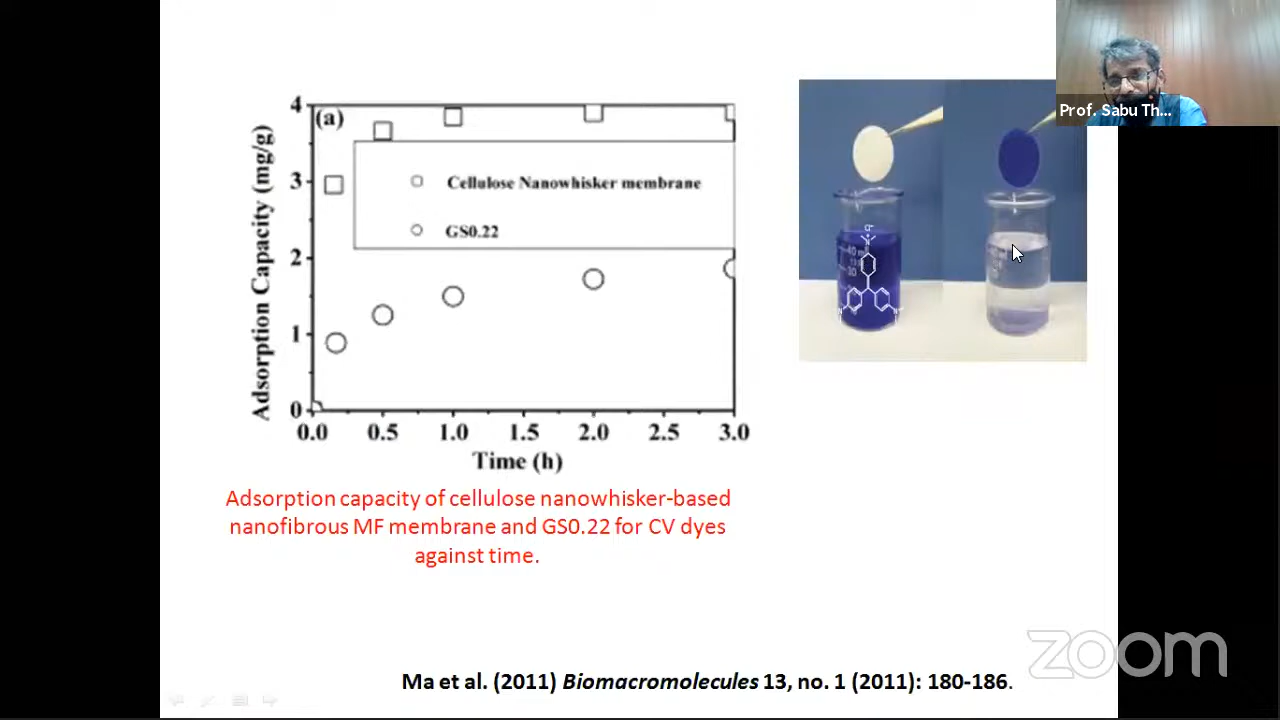 Prof. Sabu Th...
4
(a)
3
Cellulose Nanowhisker membrane
GS0.22
2
1
0
Adsorption Capacity (mg/g)
0.0 0.5 1.0 1.5 2.0 2.5 3.0
Time (h)
Adsorption capacity of cellulose nanowhisker-based
nanofibrous MF membrane and GS0.22 for CV dyes
against time.
zoom
Ma et al. (2011) Biomacromolecules 13, no. 1 (2011): 180-186.